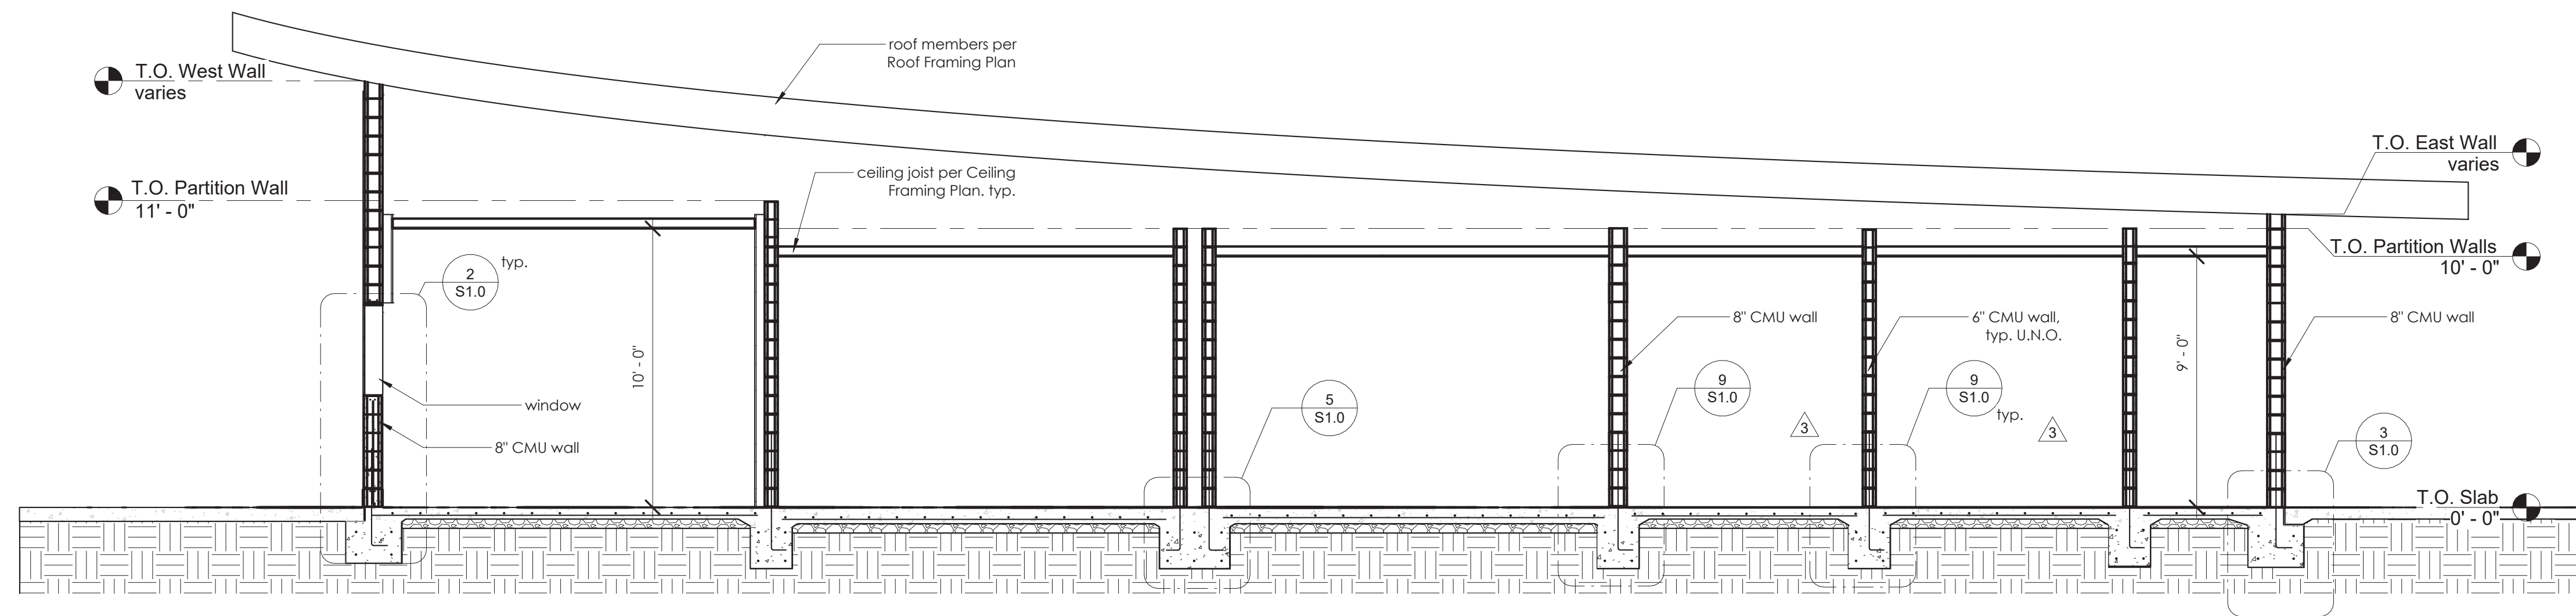 roof members per
Roof Framing Plan
T.O. West Wall
varies
T.O. East Wall
varies
T.O. Partition Wall
11' - 0"
ceiling joist per Ceiling
Framing Plan. typ.
T.O. Partition Walls
10' - 0"
2
S1.0
typ.
10' - 0"
window
8" CMU wall
5
S1.0
8" CMU wall
9
S1.0
3
6" CMU wall,
typ. U.N.O.
9
S1.0
typ.
3
9' - 0"
8" CMU wall
3
S1.0
T.O. Slab
0' - 0"